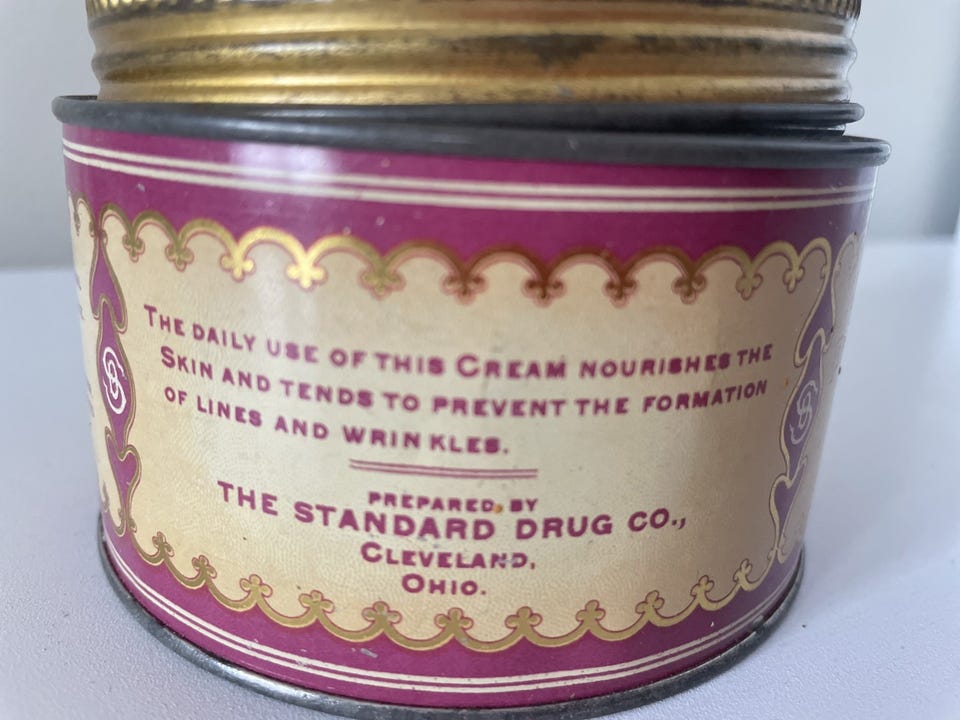 THE DAILY USE OF THIS CREAM NOURISHES THE
SKIN AND TENDS TO PREVENT THE FORMATION
OF LINES AND WRINKLES.
PREPARED BY
THE STANDARD DRUG CO.,
CLEVELAND,
OHIO.